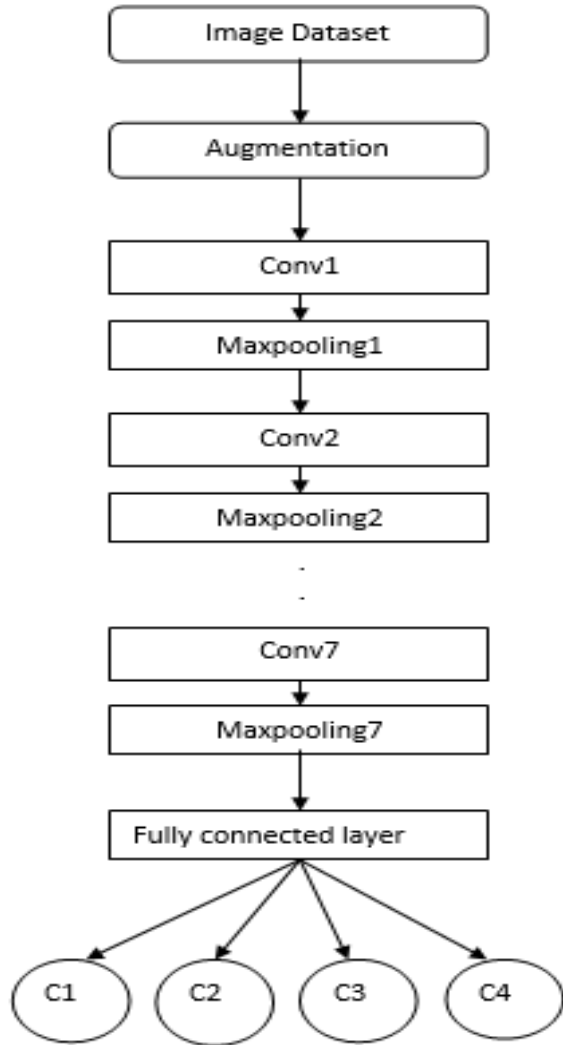 Image Dataset
Augmentation
Conv1
Maxpooling1
Conv2
Maxpooling2
.
.
Conv7
Maxpooling7
Fully connected layer
C1 C2 C3 C4